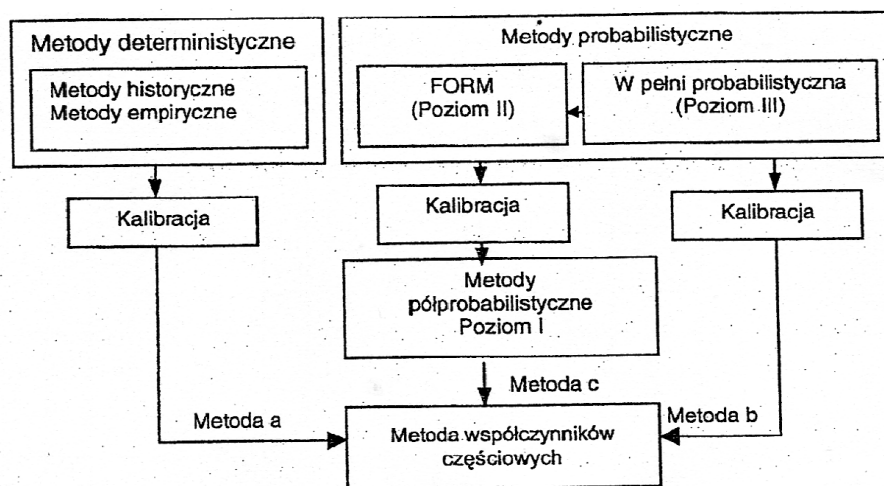 Metody deterministyczne
Metody historyczne
Metody empiryczne
Metody probabilistyczne
FORM
(Poziom II)
W pełni probabilistyczna
(Poziom III)
Kalibracja
Kalibracja
Kalibracja
Metody
półprobabilistyczne
Poziom I
Metoda c
Metoda a
Metoda b
Metoda współczynników
częściowych